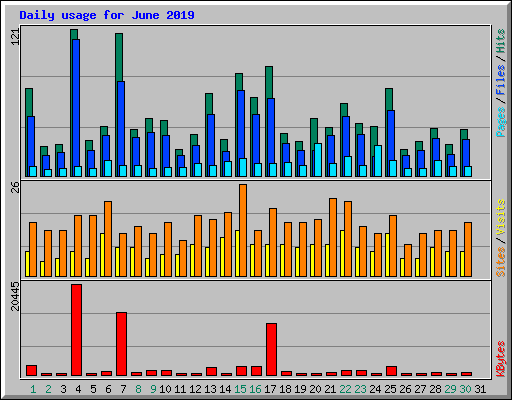 Daily usage for June 2019
121
Pages / Files / Hits
26
Sites / Visits
20445
KBytes
1 2 3 4 5 6 7 8 9 10 11 12 13 14 15 16 17 18 19 20 21 22 23 24 25 26 27 28 29 30 31